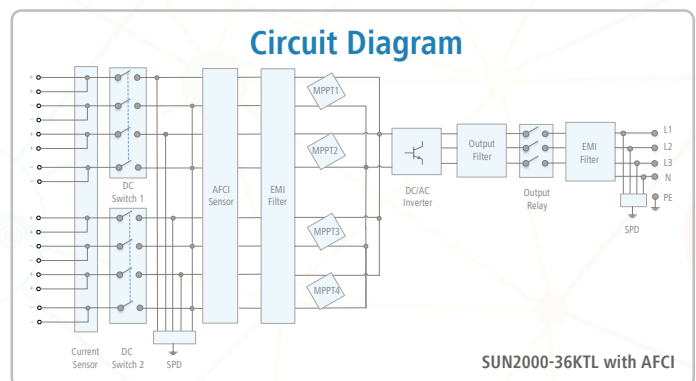 Circuit Diagram
MPPT1
MPPT2
MPPT3
MPPT4
DC
Switch 1
AFCI
Sensor
EMI
Filter
DC/AC
Inverter
Output
Filter
Output
Relay
EMI
Filter
L1
L2
L3
N
PE
SPD
Current
Sensor
DC
Switch 2
SPD
SUN2000-36KTL with AFCI